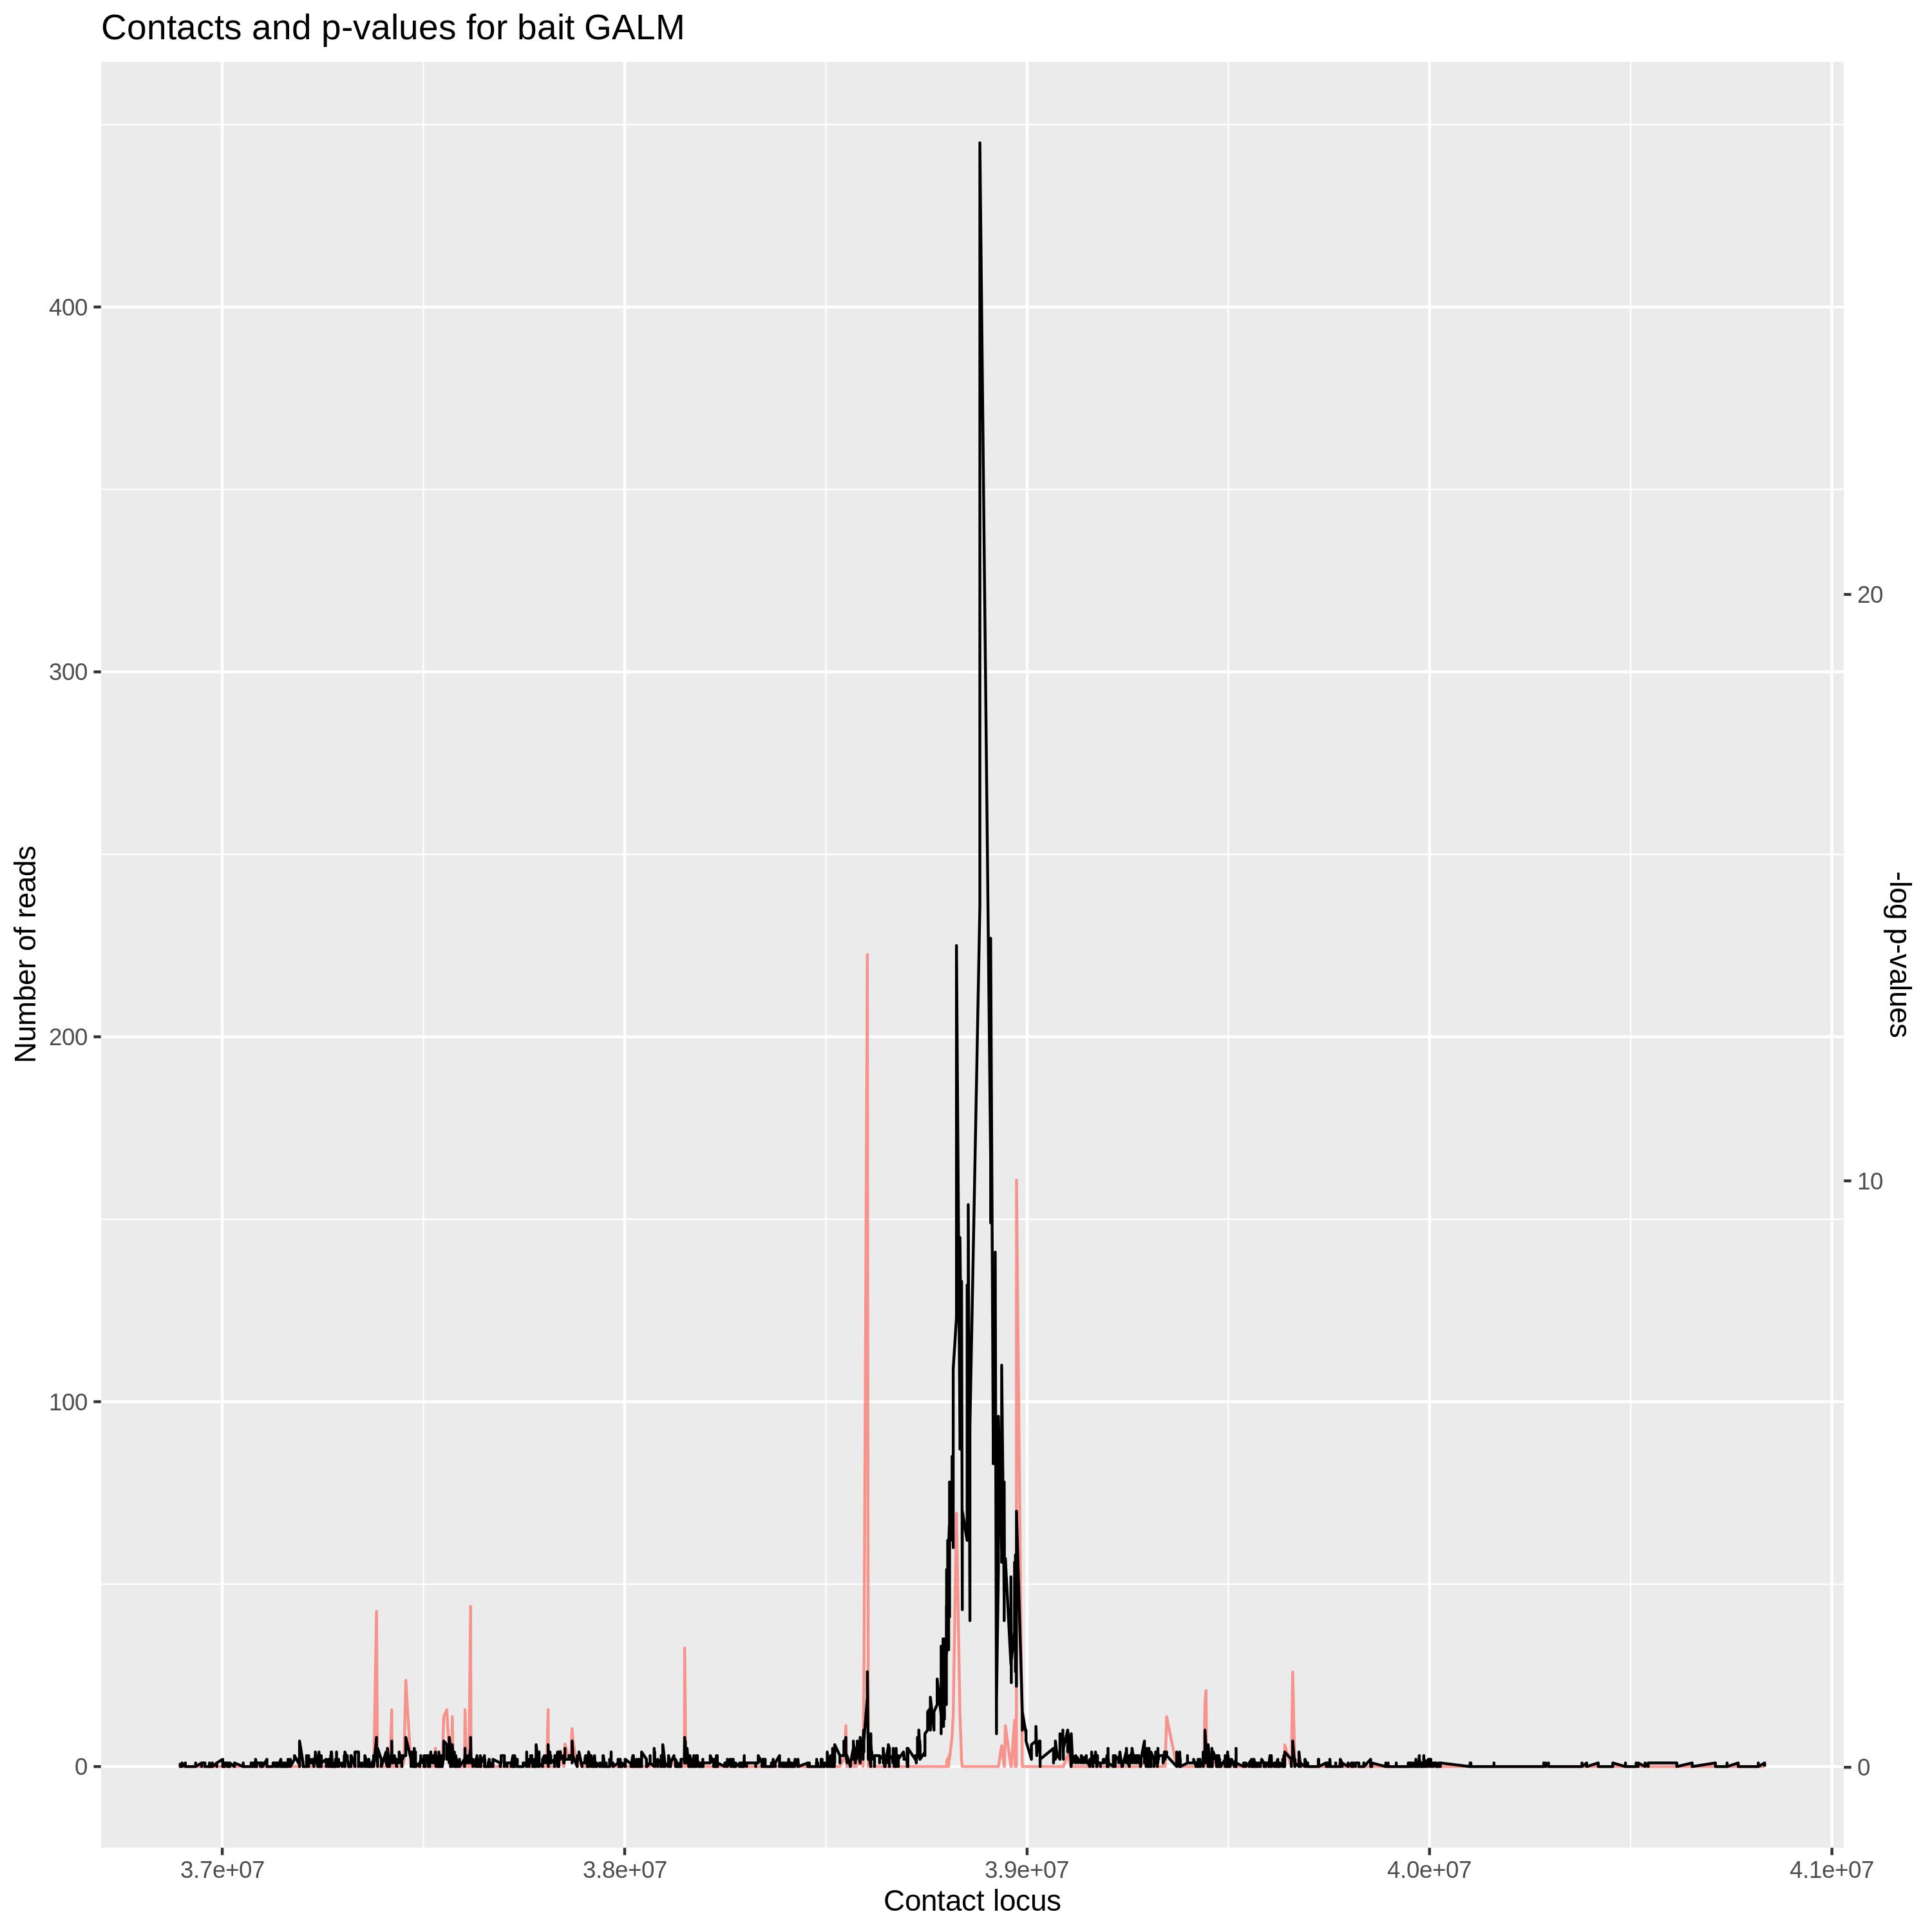 Contacts and p-values for bait GALM
Number of reads
400
300
200
100
0
20
10
0
-log p-values
3.7e+07 3.8e+07 3.9e+07 4.0e+07 4.1e+07
Contact locus